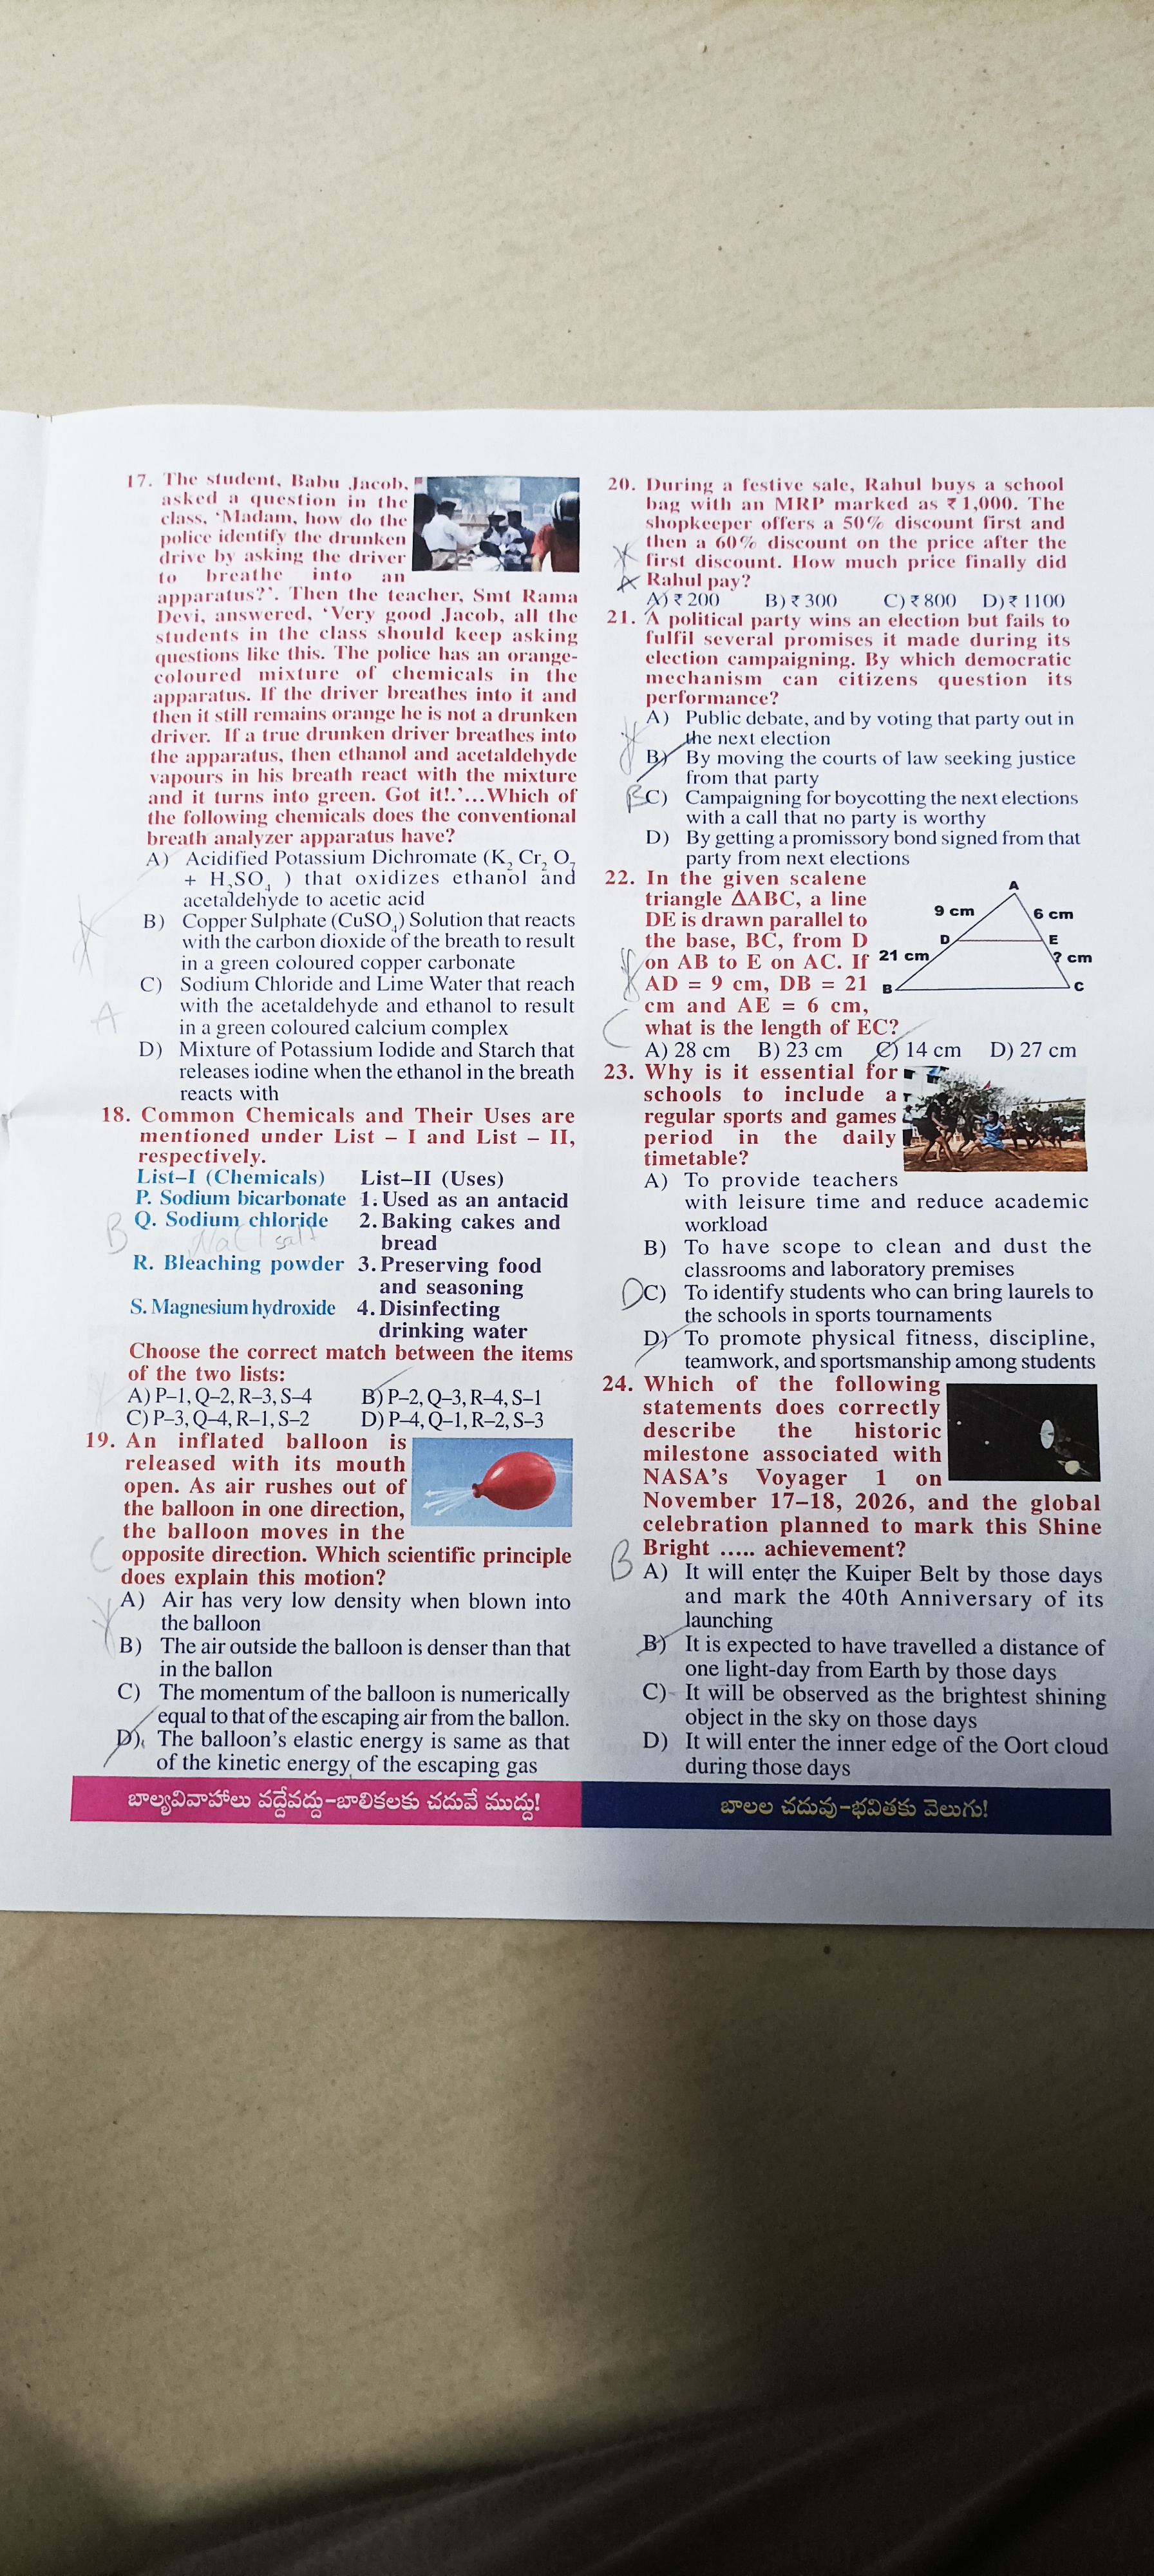 17. The student, Babu Jacob,
asked a question in the
class, ‘Madam, how do the
police identify the drunken
drive by asking the driver
to breathe into an
apparatus?’. Then the teacher, Smt Rama
Devi, answered, ‘Very good Jacob, all the
students in the class should keep asking
questions like this. The police has an orange-
coloured mixture of chemicals in the
apparatus. If the driver breathes into it and
then it still remains orange he is not a drunken
driver. If a true drunken driver breathes into
the apparatus, then ethanol and acetaldehyde
vapours in his breath react with the mixture
and it turns into green. Got it!.’...Which of
the following chemicals does the conventional
breath analyzer apparatus have?
A) Acidified Potassium Dichromate (K₂ Cr₂ O₇
+ H₂SO₄ ) that oxidizes ethanol and
acetaldehyde to acetic acid
B) Copper Sulphate (CuSO₄) Solution that reacts
with the carbon dioxide of the breath to result
in a green coloured copper carbonate
C) Sodium Chloride and Lime Water that reach
with the acetaldehyde and ethanol to result
in a green coloured calcium complex
A
D) Mixture of Potassium Iodide and Starch that
releases iodine when the ethanol in the breath
reacts with
18. Common Chemicals and Their Uses are
mentioned under List – I and List – II,
respectively.
List–I (Chemicals) List–II (Uses)
P. Sodium bicarbonate 1. Used as an antacid
Q. Sodium chloride 2. Baking cakes and
bread
B
NaCl salt
R. Bleaching powder 3. Preserving food
and seasoning
S. Magnesium hydroxide 4. Disinfecting
drinking water
Choose the correct match between the items
of the two lists:
A) P–1, Q–2, R–3, S–4 B) P–2, Q–3, R–4, S–1
C) P–3, Q–4, R–1, S–2 D) P–4, Q–1, R–2, S–3
19. An inflated balloon is
released with its mouth
open. As air rushes out of
the balloon in one direction,
the balloon moves in the
opposite direction. Which scientific principle
does explain this motion?
C
A) Air has very low density when blown into
the balloon
B) The air outside the balloon is denser than that
in the ballon
C) The momentum of the balloon is numerically
equal to that of the escaping air from the ballon.
D) The balloon’s elastic energy is same as that
of the kinetic energy of the escaping gas
20. During a festive sale, Rahul buys a school
bag with an MRP marked as ₹ 1,000. The
shopkeeper offers a 50% discount first and
then a 60% discount on the price after the
first discount. How much price finally did
Rahul pay?
A) ₹ 200 B) ₹ 300 C) ₹ 800 D) ₹ 1100
21. A political party wins an election but fails to
fulfil several promises it made during its
election campaigning. By which democratic
mechanism can citizens question its
performance?
A) Public debate, and by voting that party out in
the next election
B) By moving the courts of law seeking justice
from that party
B
C) Campaigning for boycotting the next elections
with a call that no party is worthy
D) By getting a promissory bond signed from that
party from next elections
22. In the given scalene
triangle ΔABC, a line
DE is drawn parallel to
the base, BC, from D
on AB to E on AC. If
AD = 9 cm, DB = 21
cm and AE = 6 cm,
what is the length of EC?
C
A
9 cm 6 cm
D E
21 cm ? cm
B C
A) 28 cm B) 23 cm C) 14 cm D) 27 cm
23. Why is it essential for
schools to include a
regular sports and games
period in the daily
timetable?
A) To provide teachers
with leisure time and reduce academic
workload
B) To have scope to clean and dust the
classrooms and laboratory premises
D
C) To identify students who can bring laurels to
the schools in sports tournaments
D) To promote physical fitness, discipline,
teamwork, and sportsmanship among students
24. Which of the following
statements does correctly
describe the historic
milestone associated with
NASA’s Voyager 1 on
November 17–18, 2026, and the global
celebration planned to mark this Shine
Bright ..... achievement?
B
A) It will enter the Kuiper Belt by those days
and mark the 40th Anniversary of its
launching
B) It is expected to have travelled a distance of
one light-day from Earth by those days
C) It will be observed as the brightest shining
object in the sky on those days
D) It will enter the inner edge of the Oort cloud
during those days
బాల్యవివాహాలు వద్దేవద్దు–బాలికలకు చదువే ముద్దు!
బాలల చదువు–భవితకు వెలుగు!